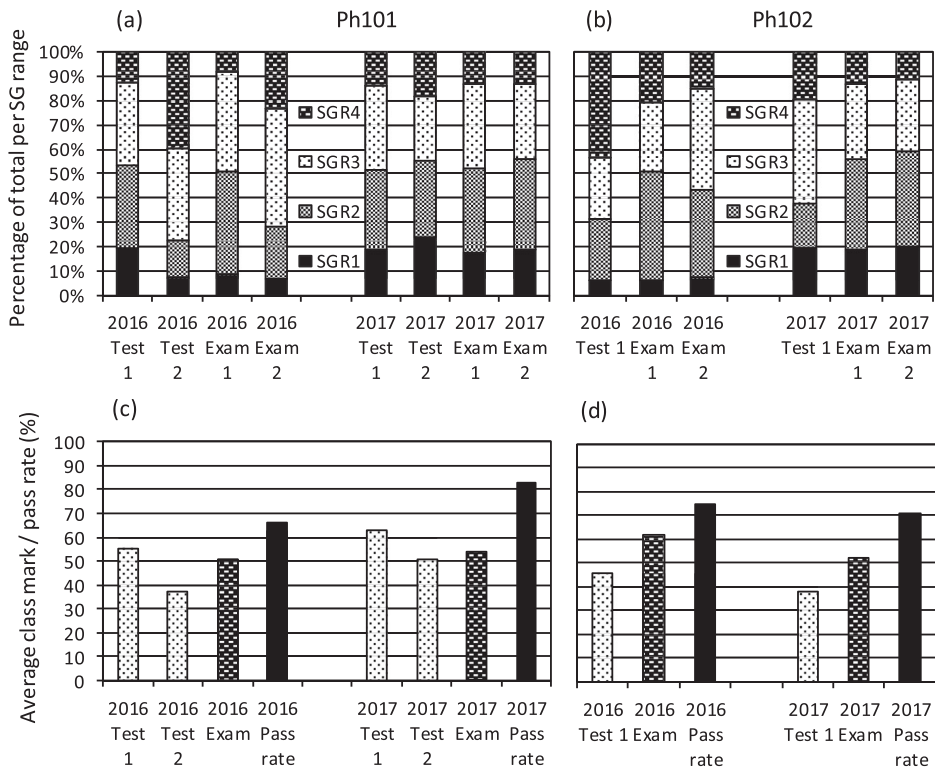 (a) Ph101 (b) Ph102
Percentage of total per SG range
100%
90%
80%
70%
60%
50%
40%
30%
20%
10%
0%
SGR4
SGR3
SGR2
SGR1
SGR4
SGR3
SGR2
SGR1
2016 2016 2016 2016 2017 2017 2017 2017
Test Test Exam Exam Test Test Exam Exam
1 2 1 2 1 2 1 2
2016 2016 2016 2017 2017 2017
Test 1 Exam Exam Test 1 Exam Exam
1 2 1 2
(c) (d)
Average class mark / pass rate (%)
100
90
80
70
60
50
40
30
20
10
0
2016 2016 2016 2016 2017 2017 2017 2017
Test Test Exam Pass Test Test Exam Pass
1 2 rate 1 2 rate
2016 2016 2016 2017 2017 2017
Test 1 Exam Pass Test 1 Exam Pass
rate rate